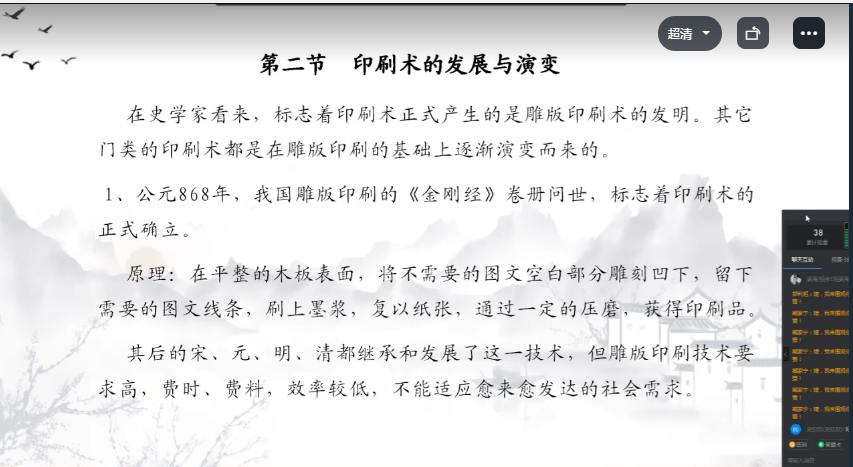 超清
第二节 印刷术的发展与演变
在史学家看来，标志着印刷术正式产生的是雕版印刷术的发明。其它
门类的印刷术都是在雕版印刷的基础上逐渐演变而来的。
1、公元868年，我国雕版印刷的《金刚经》卷册问世，标志着印刷术的
正式确立。
原理：在平整的木板表面，将不需要的图文空白部分雕刻凹下，留下
需要的图文线条，刷上墨浆，复以纸张，通过一定的压磨，获得印刷品。
其后的宋、元、明、清都继承和发展了这一技术，但雕版印刷技术要
求高，费时、费料，效率较低，不能适应愈来愈发达的社会需求。
38
聊天互动